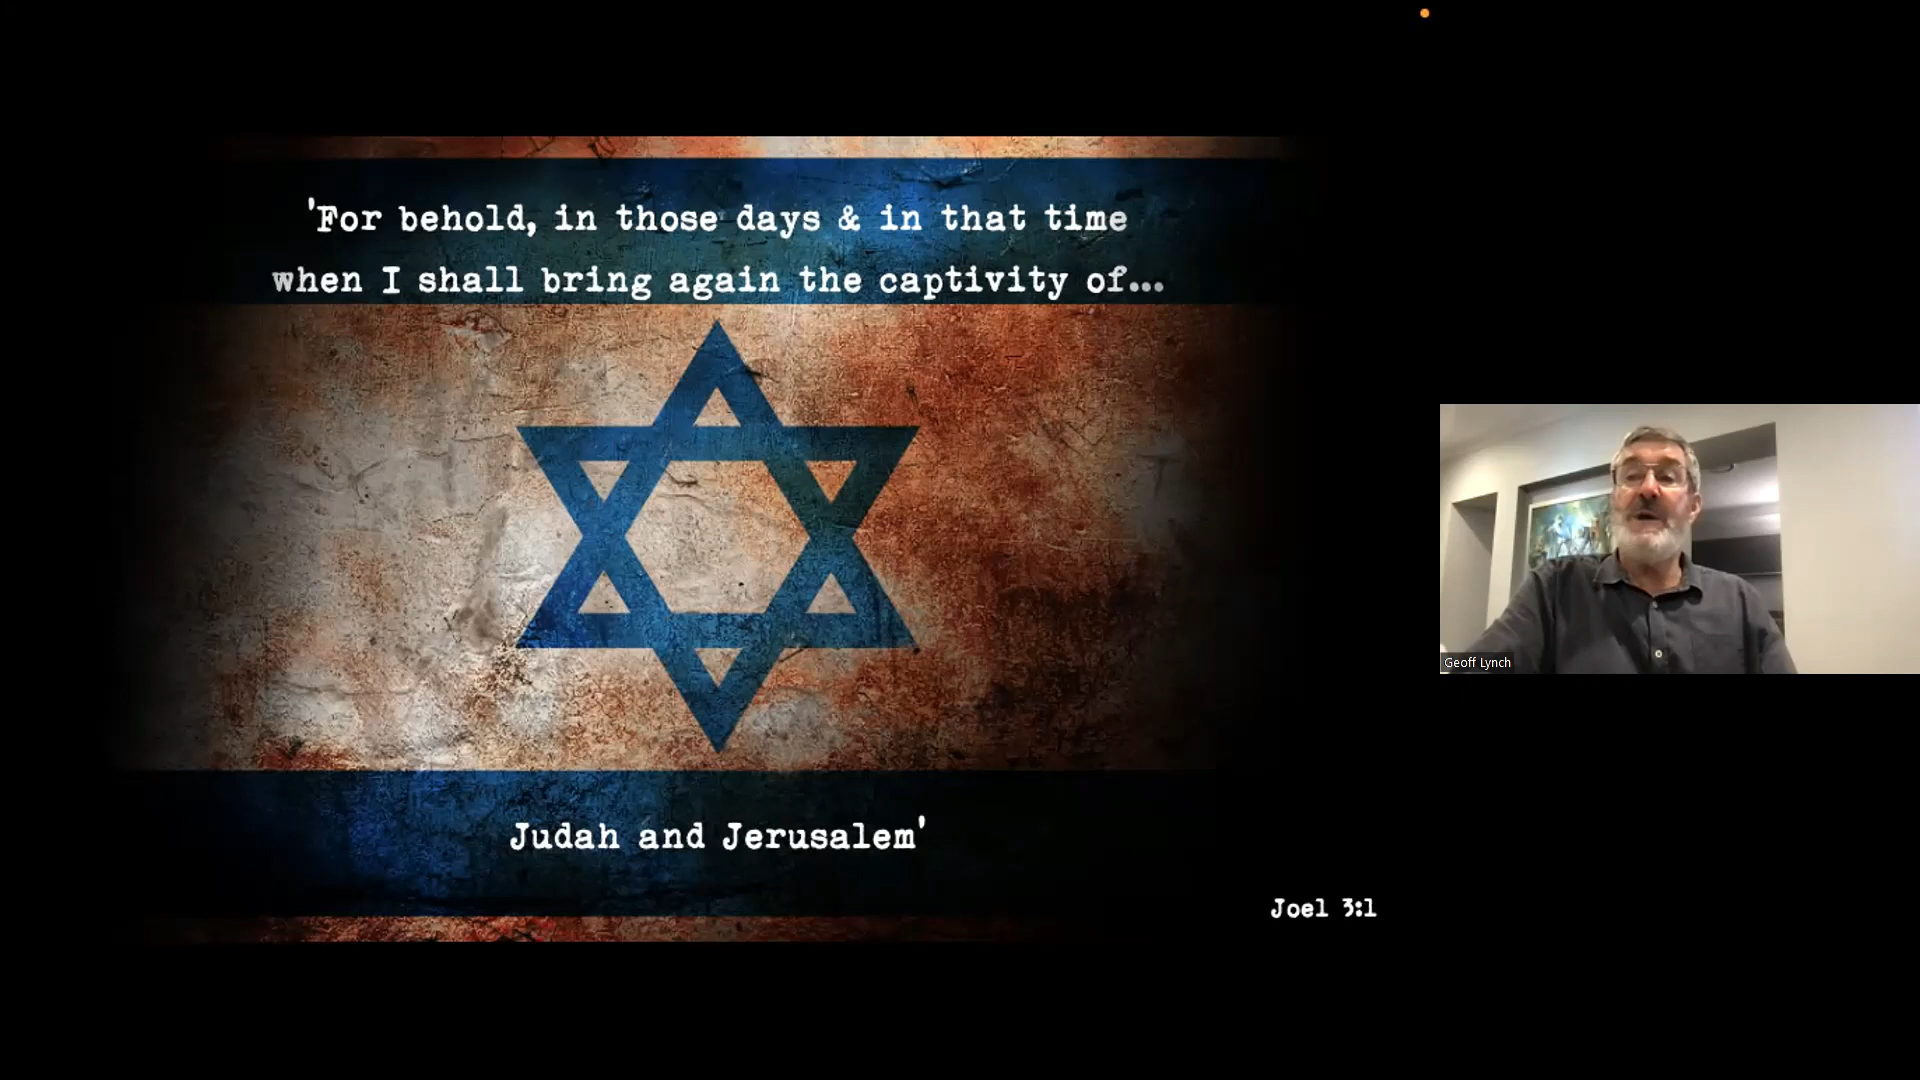 'For behold, in those days & in that time
when I shall bring again the captivity of...
Judah and Jerusalem'
Joel 3:1
Geoff Lynch